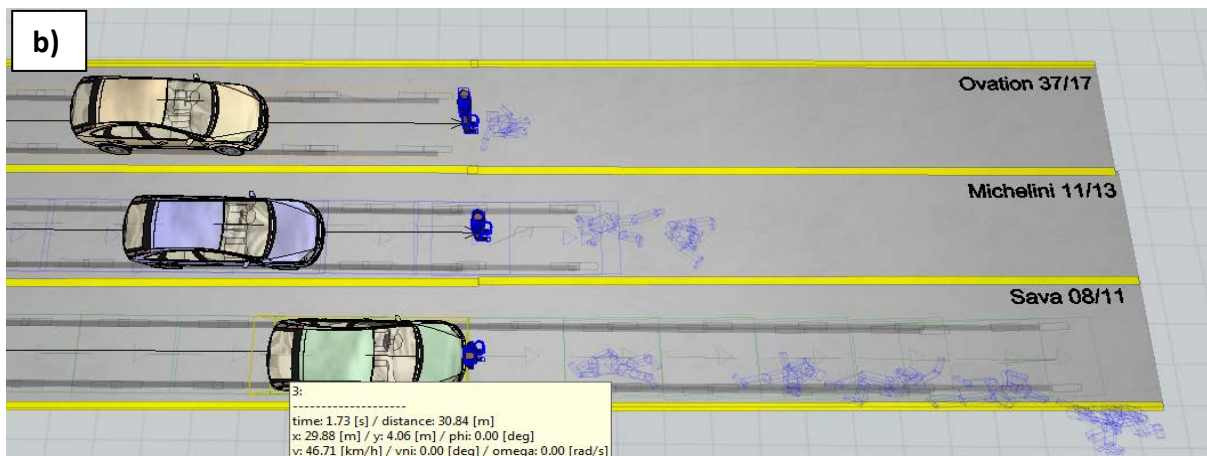 b)
Ovation 37/17
Michelini 11/13
Sava 08/11
3:
--------------------
time: 1.73 [s] / distance: 30.84 [m]
x: 29.88 [m] / y: 4.06 [m] / phi: 0.00 [deg]
v: 46.71 [km/h] / vni: 0.00 [deg] / omega: 0.00 [rad/s]